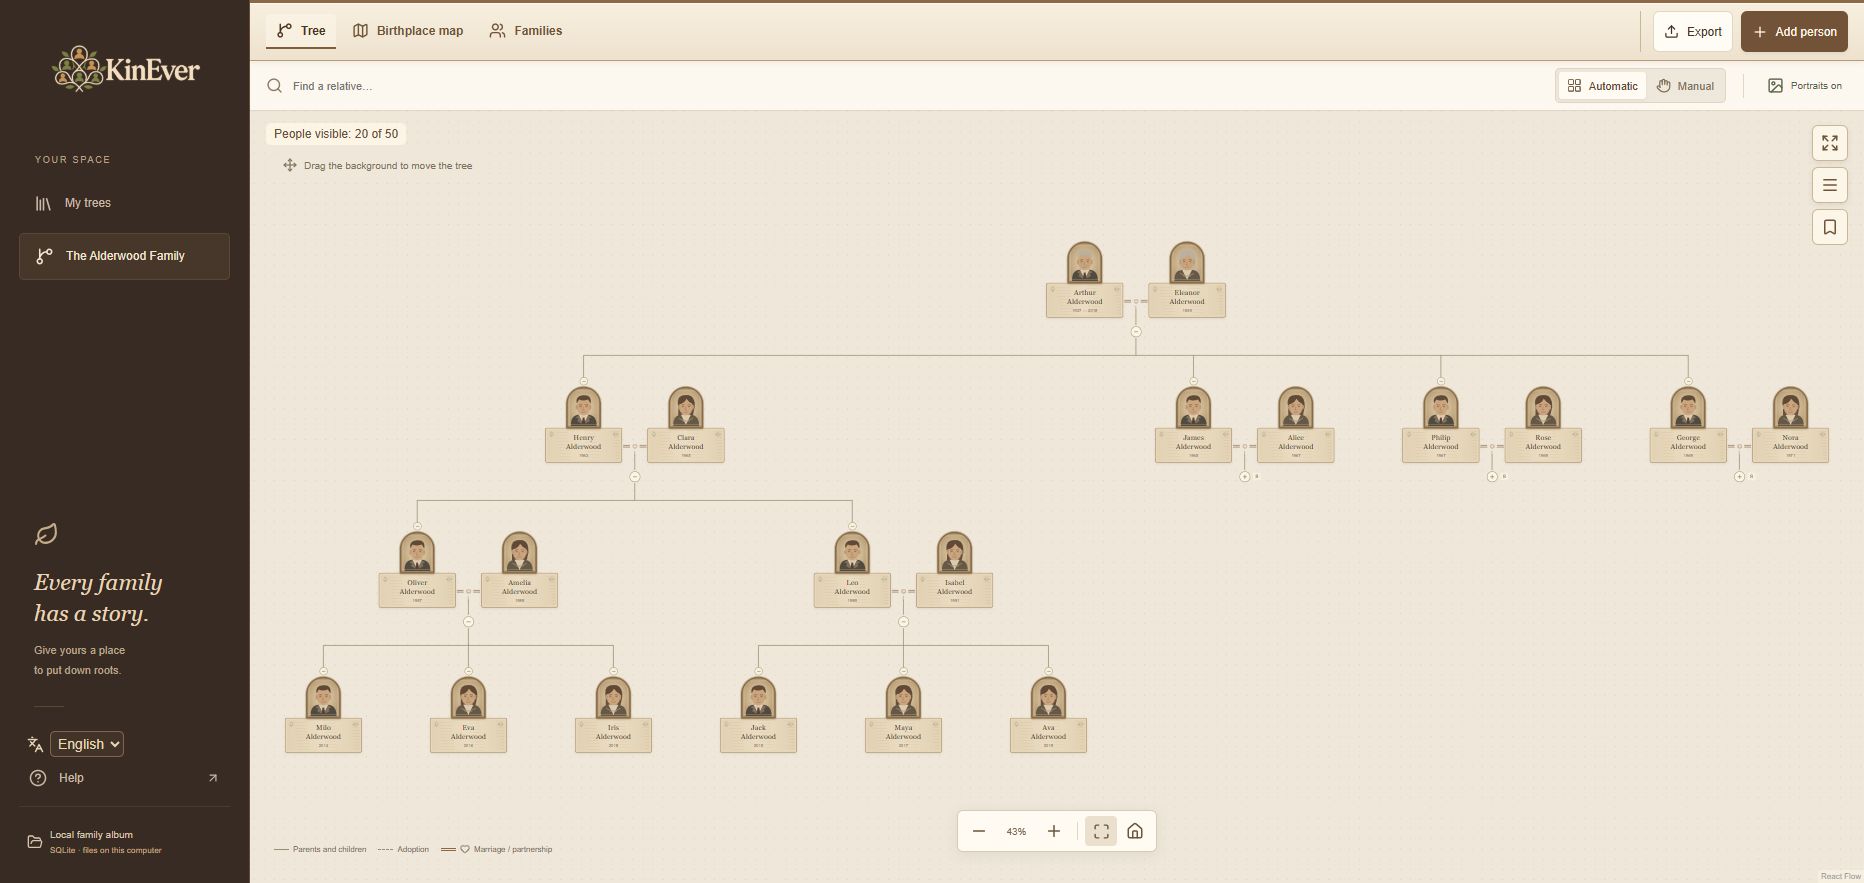 KinEver
YOUR SPACE
My trees
The Alderwood Family
Every family
has a story.
Give yours a place
to put down roots.
English
Help
Local family album
SQLite · files on this computer
Tree
Birthplace map
Families
Export
Add person
Find a relative...
Automatic
Manual
Portraits on
People visible: 20 of 50
Drag the background to move the tree
Arthur
Alderwood
Eleanor
Alderwood
Henry
Alderwood
Clara
Alderwood
James
Alderwood
Alice
Alderwood
Philip
Alderwood
Rose
Alderwood
George
Alderwood
Nora
Alderwood
Oliver
Alderwood
Amelia
Alderwood
Leo
Alderwood
Isabel
Alderwood
Milo
Alderwood
Eva
Alderwood
Iris
Alderwood
Jack
Alderwood
Maya
Alderwood
Ava
Alderwood
43%
Parents and children
Adoption
Marriage / partnership
React Flow